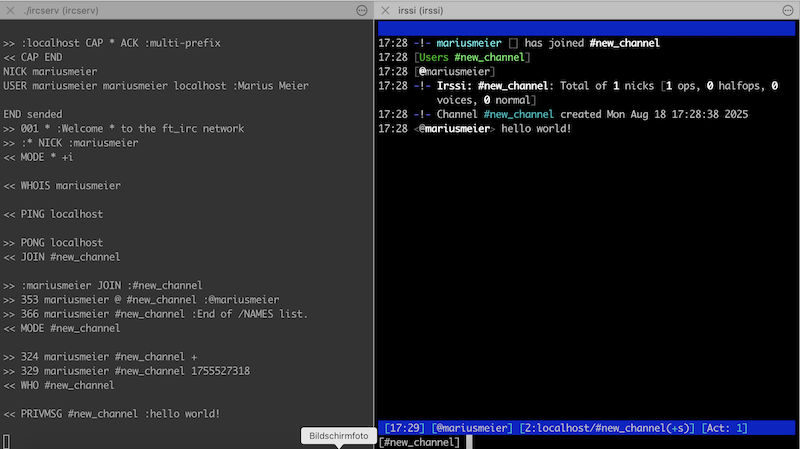 ./ircserv (ircserv)
>> :localhost CAP * ACK :multi-prefix
<< CAP END
NICK mariusmeier
USER mariusmeier mariusmeier localhost :Marius Meier
END sended
>> 001 * :Welcome * to the ft_irc network
>> :* NICK :mariusmeier
<< MODE * +i
<< WHOIS mariusmeier
<< PING localhost
>> PONG localhost
<< JOIN #new_channel
>> :mariusmeier JOIN :#new_channel
>> 353 mariusmeier @ #new_channel :@mariusmeier
>> 366 mariusmeier #new_channel :End of /NAMES list.
<< MODE #new_channel
>> 324 mariusmeier #new_channel +
>> 329 mariusmeier #new_channel 1755527318
<< WHO #new_channel
<< PRIVMSG #new_channel :hello world!
Bildschirmfoto
irssi (irssi)
17:28 -!- mariusmeier [] has joined #new_channel
17:28 [Users #new_channel]
17:28 [@mariusmeier]
17:28 -!- Irssi: #new_channel: Total of 1 nicks [1 ops, 0 halfops, 0
voices, 0 normal]
17:28 -!- Channel #new_channel created Mon Aug 18 17:28:38 2025
17:28 <@mariusmeier> hello world!
[17:29] [@mariusmeier] [2:localhost/#new_channel(+s)] [Act: 1]
[#new_channel]